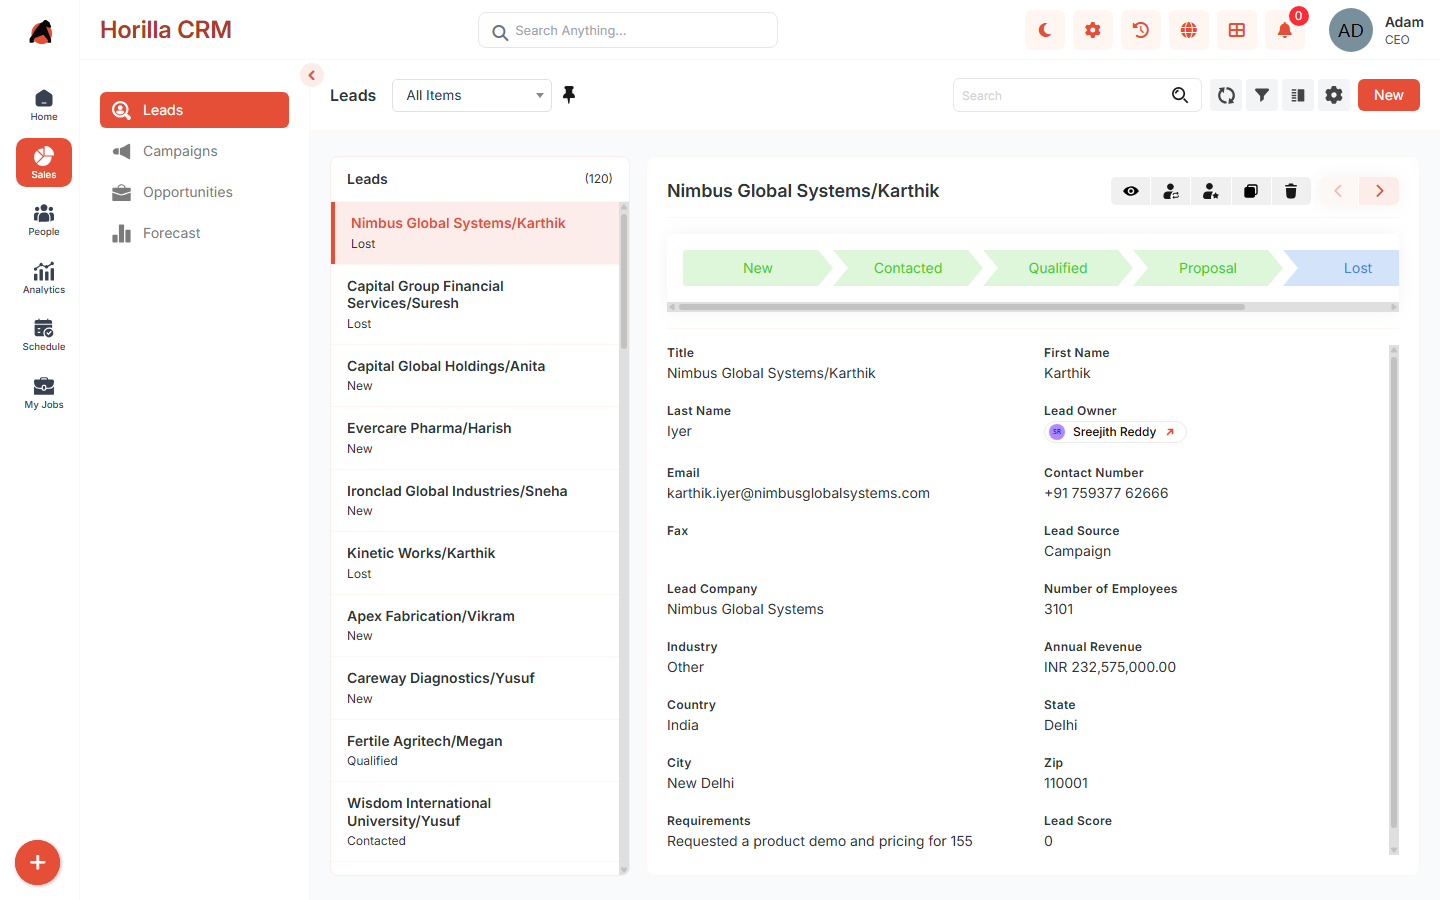 Horilla CRM
Search Anything...
0
AD
Adam
CEO
Home
Sales
People
Analytics
Schedule
My Jobs
Leads
Campaigns
Opportunities
Forecast
Leads
All Items
Search
New
Leads
(120)
Nimbus Global Systems/Karthik
Lost
Capital Group Financial
Services/Suresh
Lost
Capital Global Holdings/Anita
New
Evercare Pharma/Harish
New
Ironclad Global Industries/Sneha
New
Kinetic Works/Karthik
Lost
Apex Fabrication/Vikram
New
Careway Diagnostics/Yusuf
New
Fertile Agritech/Megan
Qualified
Wisdom International
University/Yusuf
Contacted
Nimbus Global Systems/Karthik
New
Contacted
Qualified
Proposal
Lost
Title
Nimbus Global Systems/Karthik
First Name
Karthik
Last Name
Iyer
Lead Owner
SR
Sreejith Reddy
Email
karthik.iyer@nimbusglobalsystems.com
Contact Number
+91 759377 62666
Fax
Lead Source
Campaign
Lead Company
Nimbus Global Systems
Number of Employees
3101
Industry
Other
Annual Revenue
INR 232,575,000.00
Country
India
State
Delhi
City
New Delhi
Zip
110001
Requirements
Requested a product demo and pricing for 155
Lead Score
0